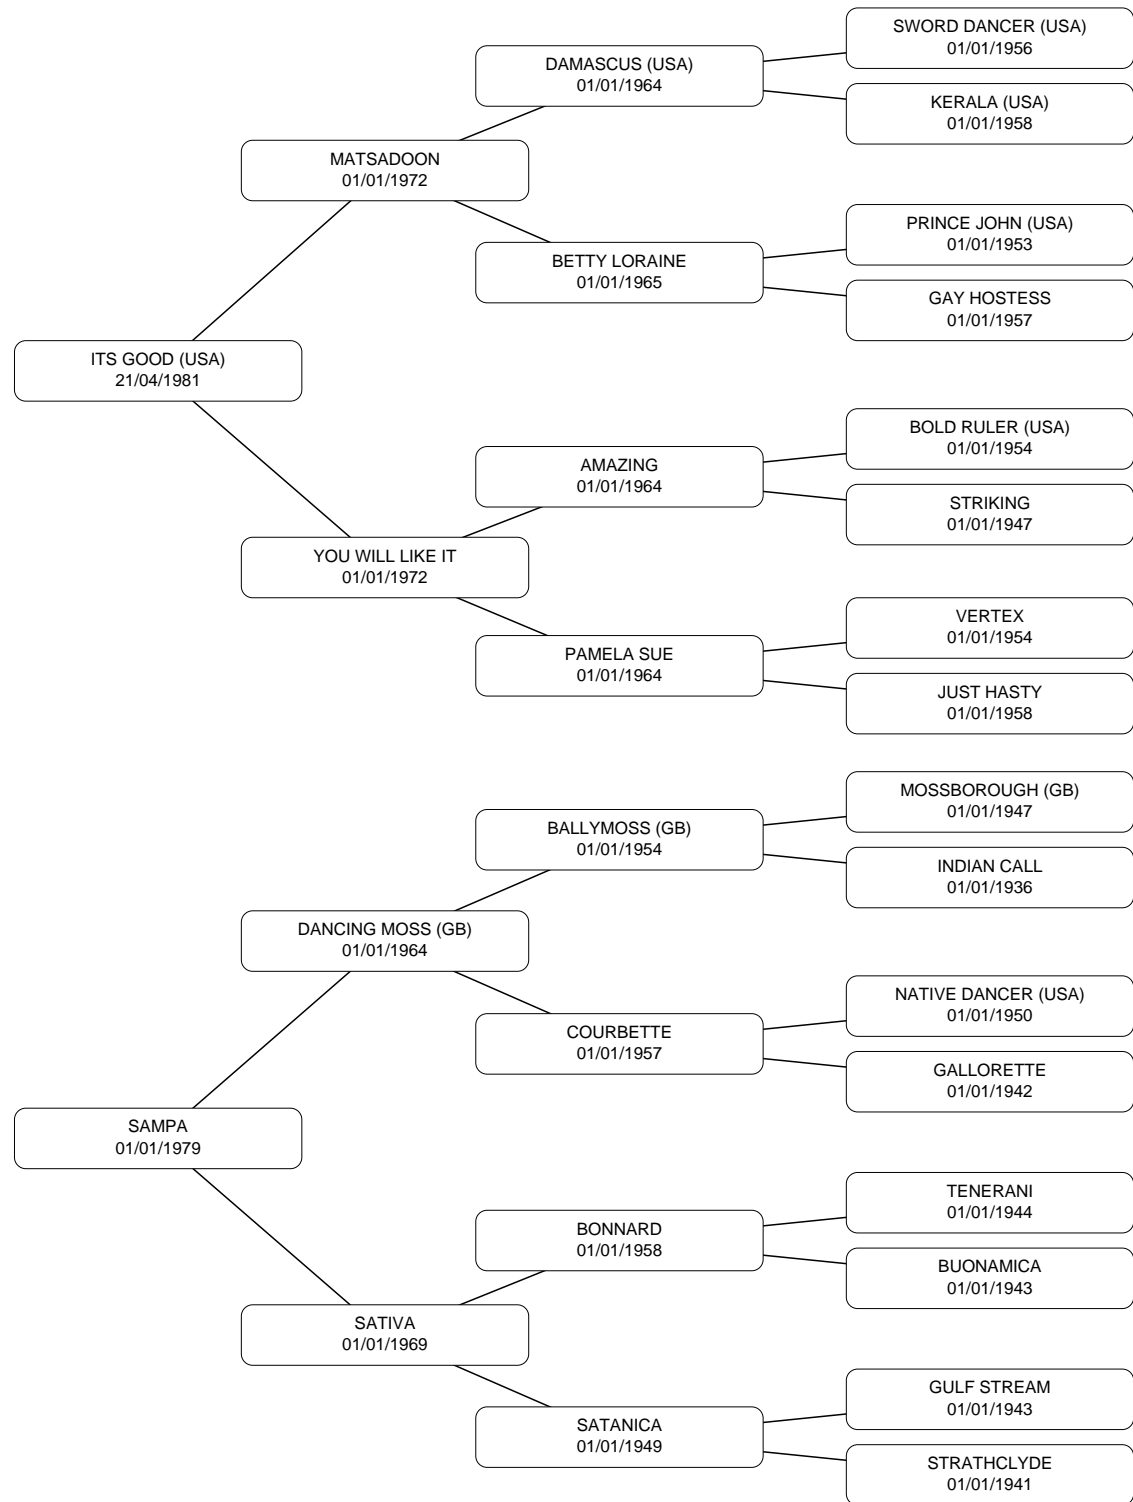 SWORD DANCER (USA)
01/01/1956
DAMASCUS (USA)
01/01/1964
KERALA (USA)
01/01/1958
MATSADOON
01/01/1972
PRINCE JOHN (USA)
01/01/1953
BETTY LORAINE
01/01/1965
GAY HOSTESS
01/01/1957
ITS GOOD (USA)
21/04/1981
BOLD RULER (USA)
01/01/1954
AMAZING
01/01/1964
STRIKING
01/01/1947
YOU WILL LIKE IT
01/01/1972
VERTEX
01/01/1954
PAMELA SUE
01/01/1964
JUST HASTY
01/01/1958
MOSSBOROUGH (GB)
01/01/1947
BALLYMOSS (GB)
01/01/1954
INDIAN CALL
01/01/1936
DANCING MOSS (GB)
01/01/1964
NATIVE DANCER (USA)
01/01/1950
COURBETTE
01/01/1957
GALLORETTE
01/01/1942
SAMPA
01/01/1979
TENERANI
01/01/1944
BONNARD
01/01/1958
BUONAMICA
01/01/1943
SATIVA
01/01/1969
GULF STREAM
01/01/1943
SATANICA
01/01/1949
STRATHCLYDE
01/01/1941